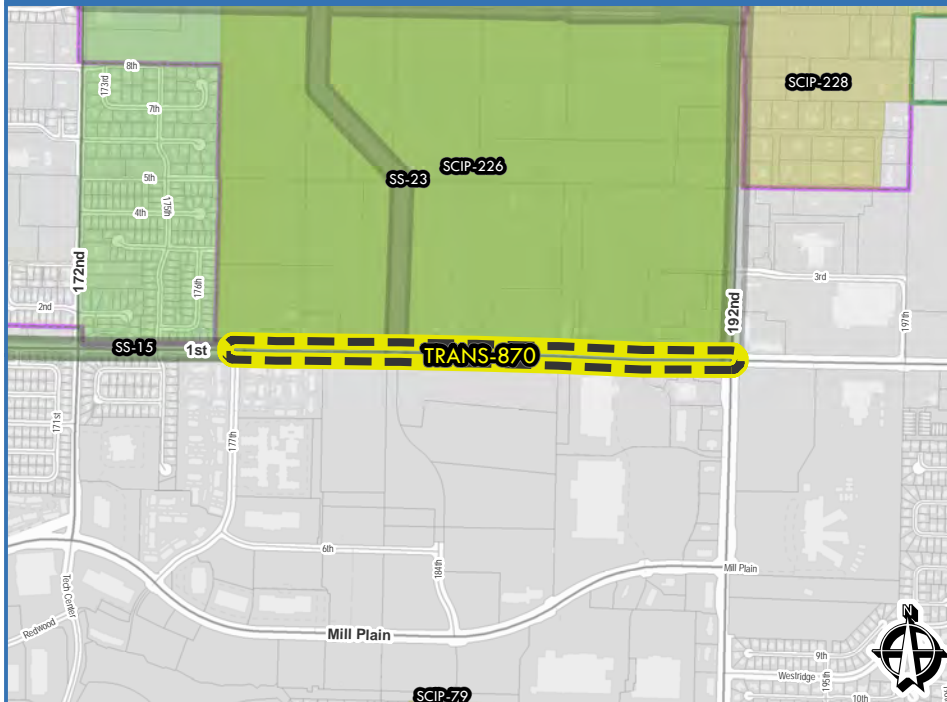 8th
173rd
7th
SCIP-228
SCIP-226
SS-23
5th
175th
4th
172nd
176th
3rd
2nd
192nd
197th
SS-15
1st
TRANS-870
171st
177th
6th
184th
Mill Plain
Tech Center
Redwood
Mill Plain
N
9th
195th
Westridge
10th
SCIP-79